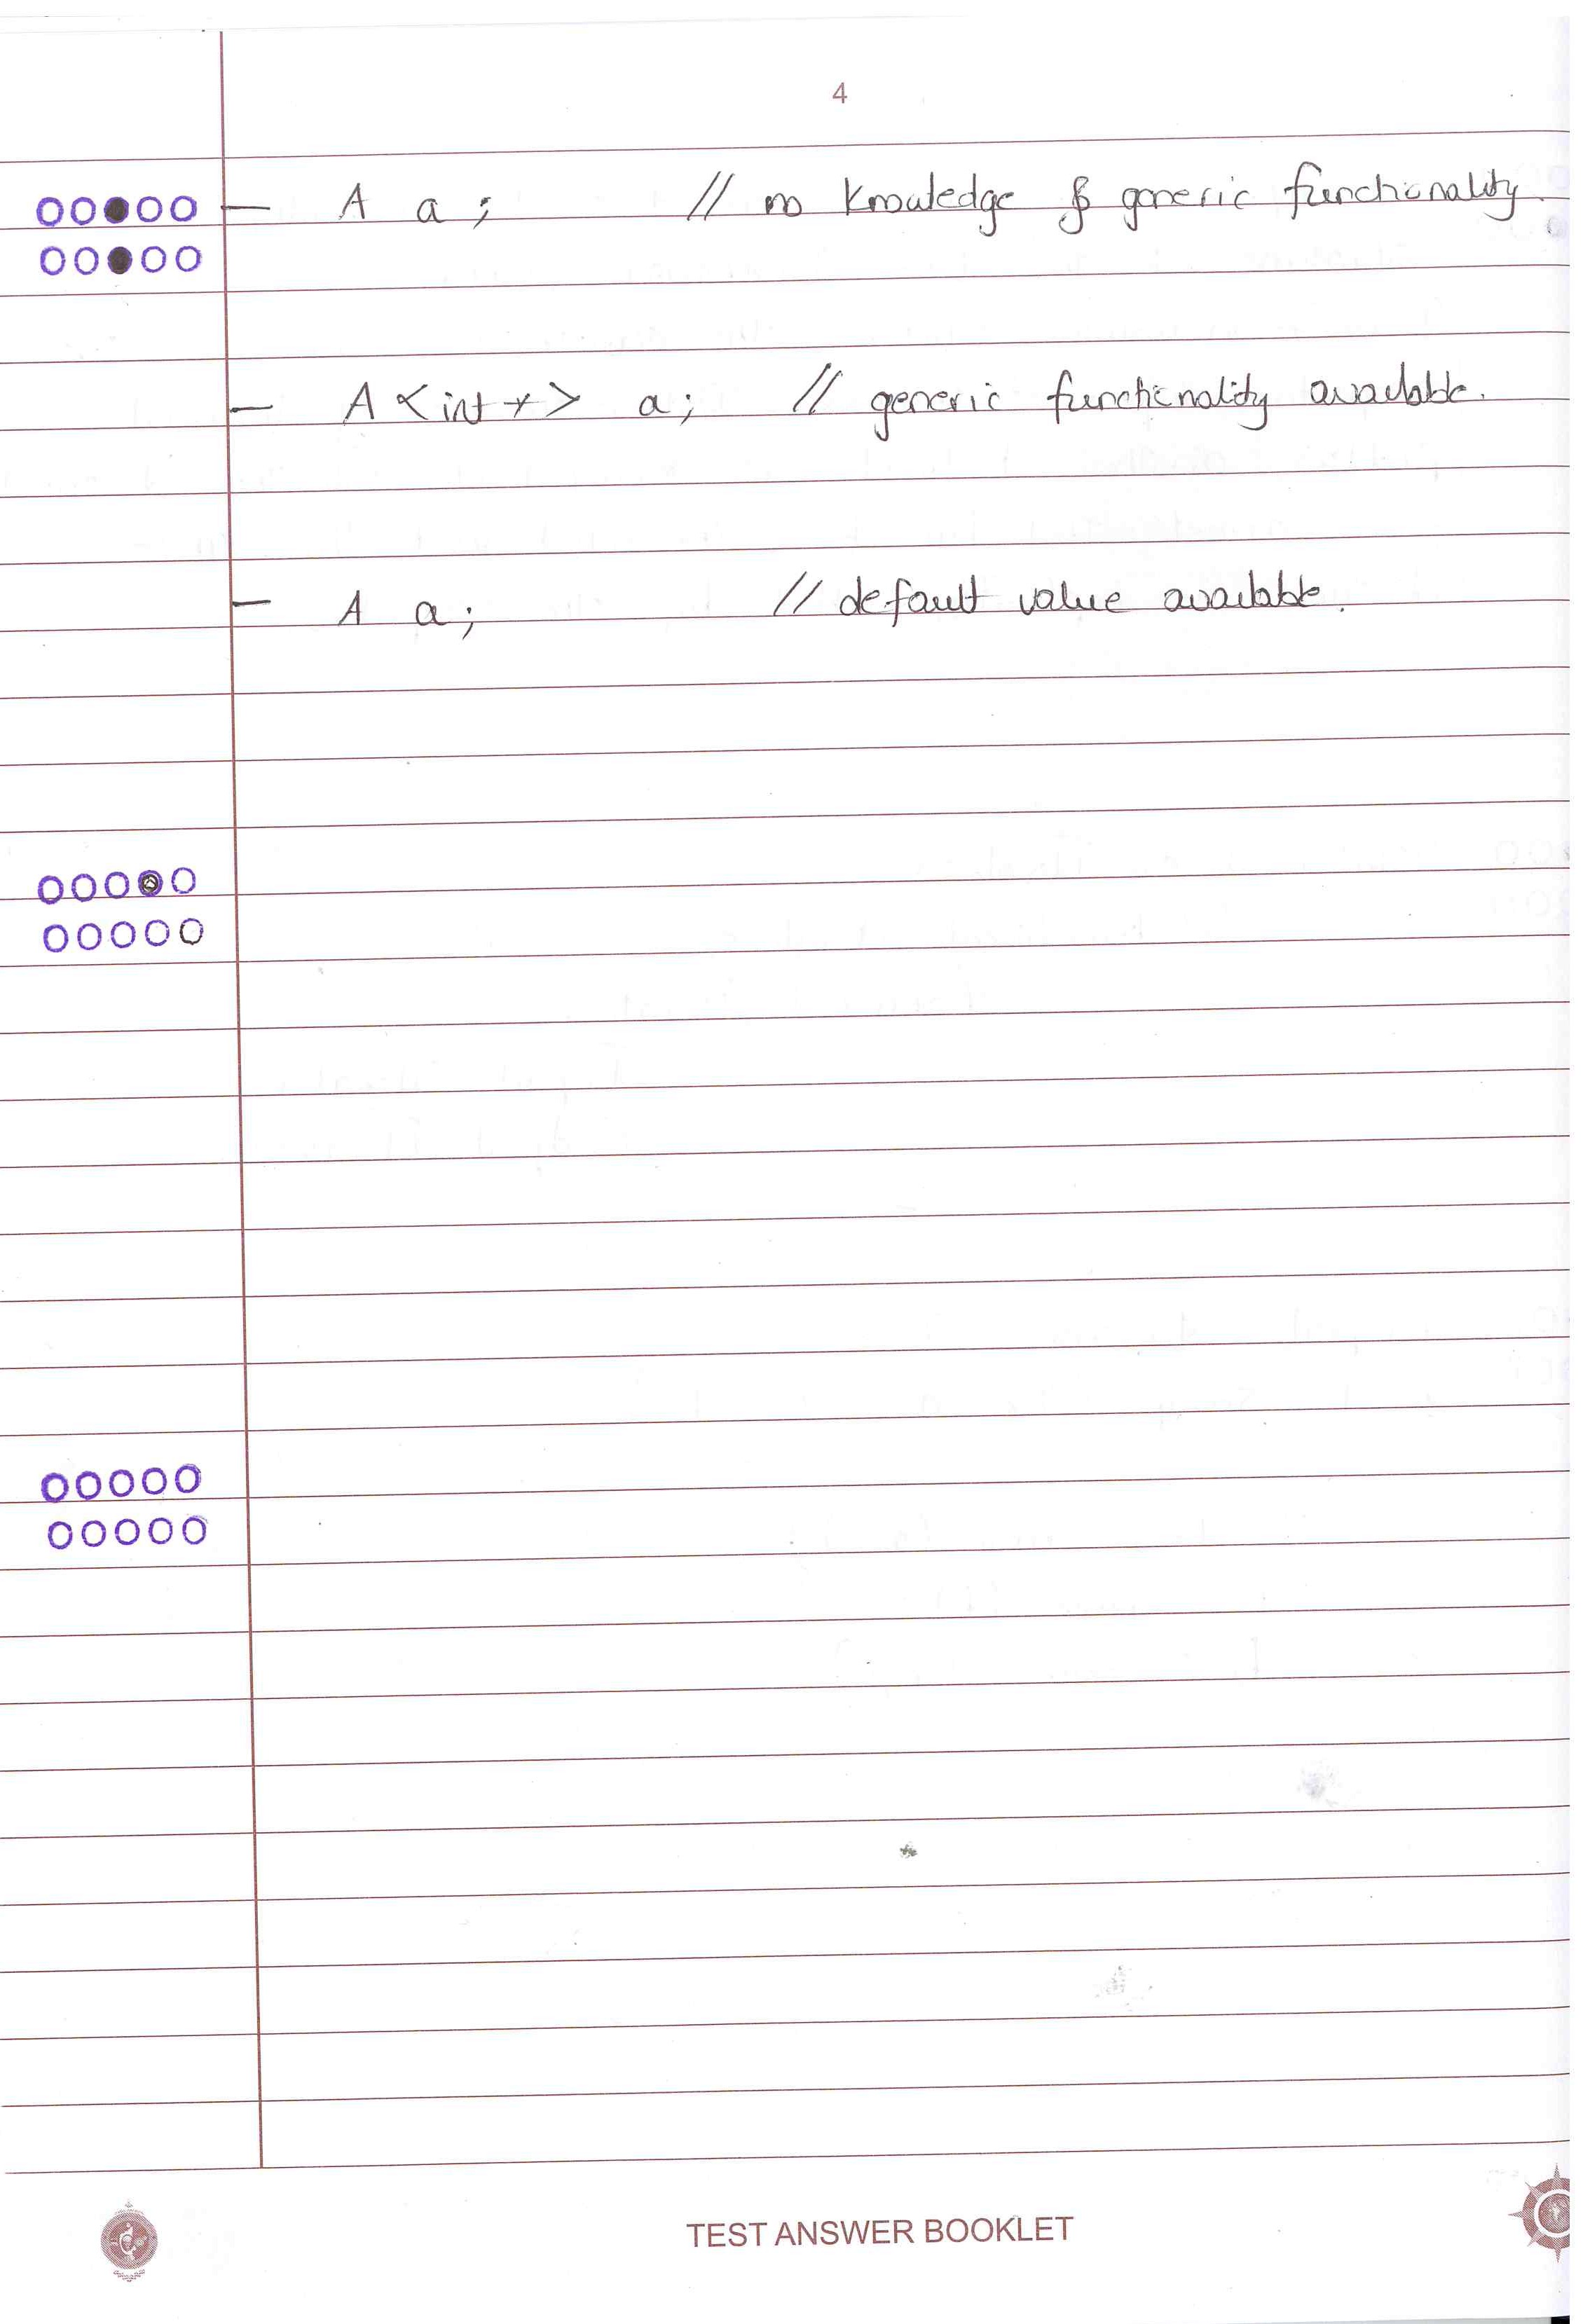 4
— A a; // no knowledge of generic functionality.
— A <int *> a; // generic functionality available.
— A a; // default value available.
TEST ANSWER BOOKLET